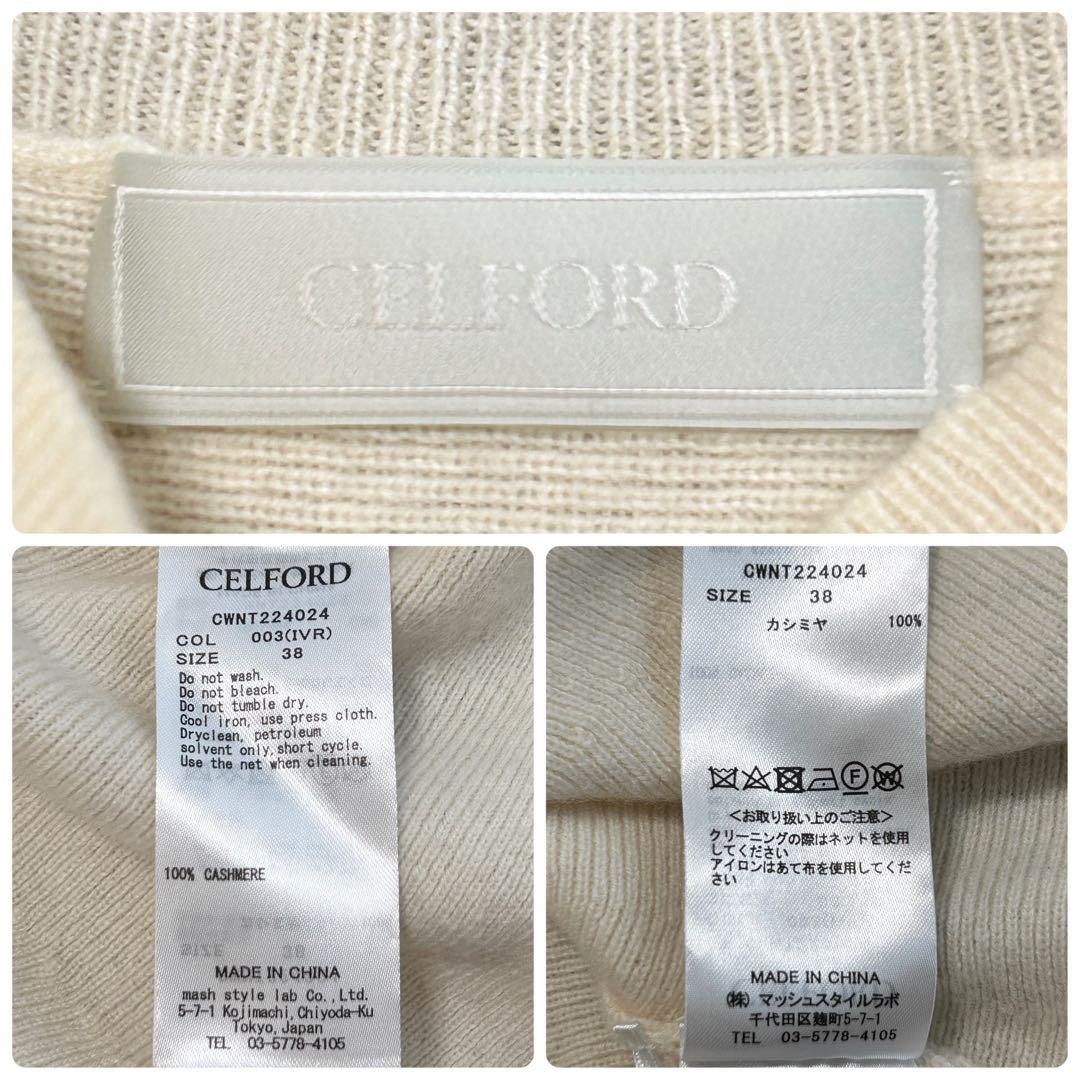 CELFORD
CELFORD
CWNT224024
COL 003(IVR)
SIZE 38
Do not wash.
Do not bleach.
Do not tumble dry.
Cool iron, use press cloth.
Dryclean, petroleum
solvent only, short cycle.
Use the net when cleaning.
100% CASHMERE
SIZE 38
MADE IN CHINA
mash style lab Co., Ltd.
5-7-1 Kojimachi, Chiyoda-Ku
Tokyo, Japan
TEL 03-5778-4105
CWNT224024
SIZE 38
カシミヤ 100%
F W
<お取り扱い上のご注意>
クリーニングの際はネットを使用
してください
アイロンはあて布を使用してくだ
さい
MADE IN CHINA
(株) マッシュスタイルラボ
千代田区麹町5-7-1
TEL 03-5778-4105